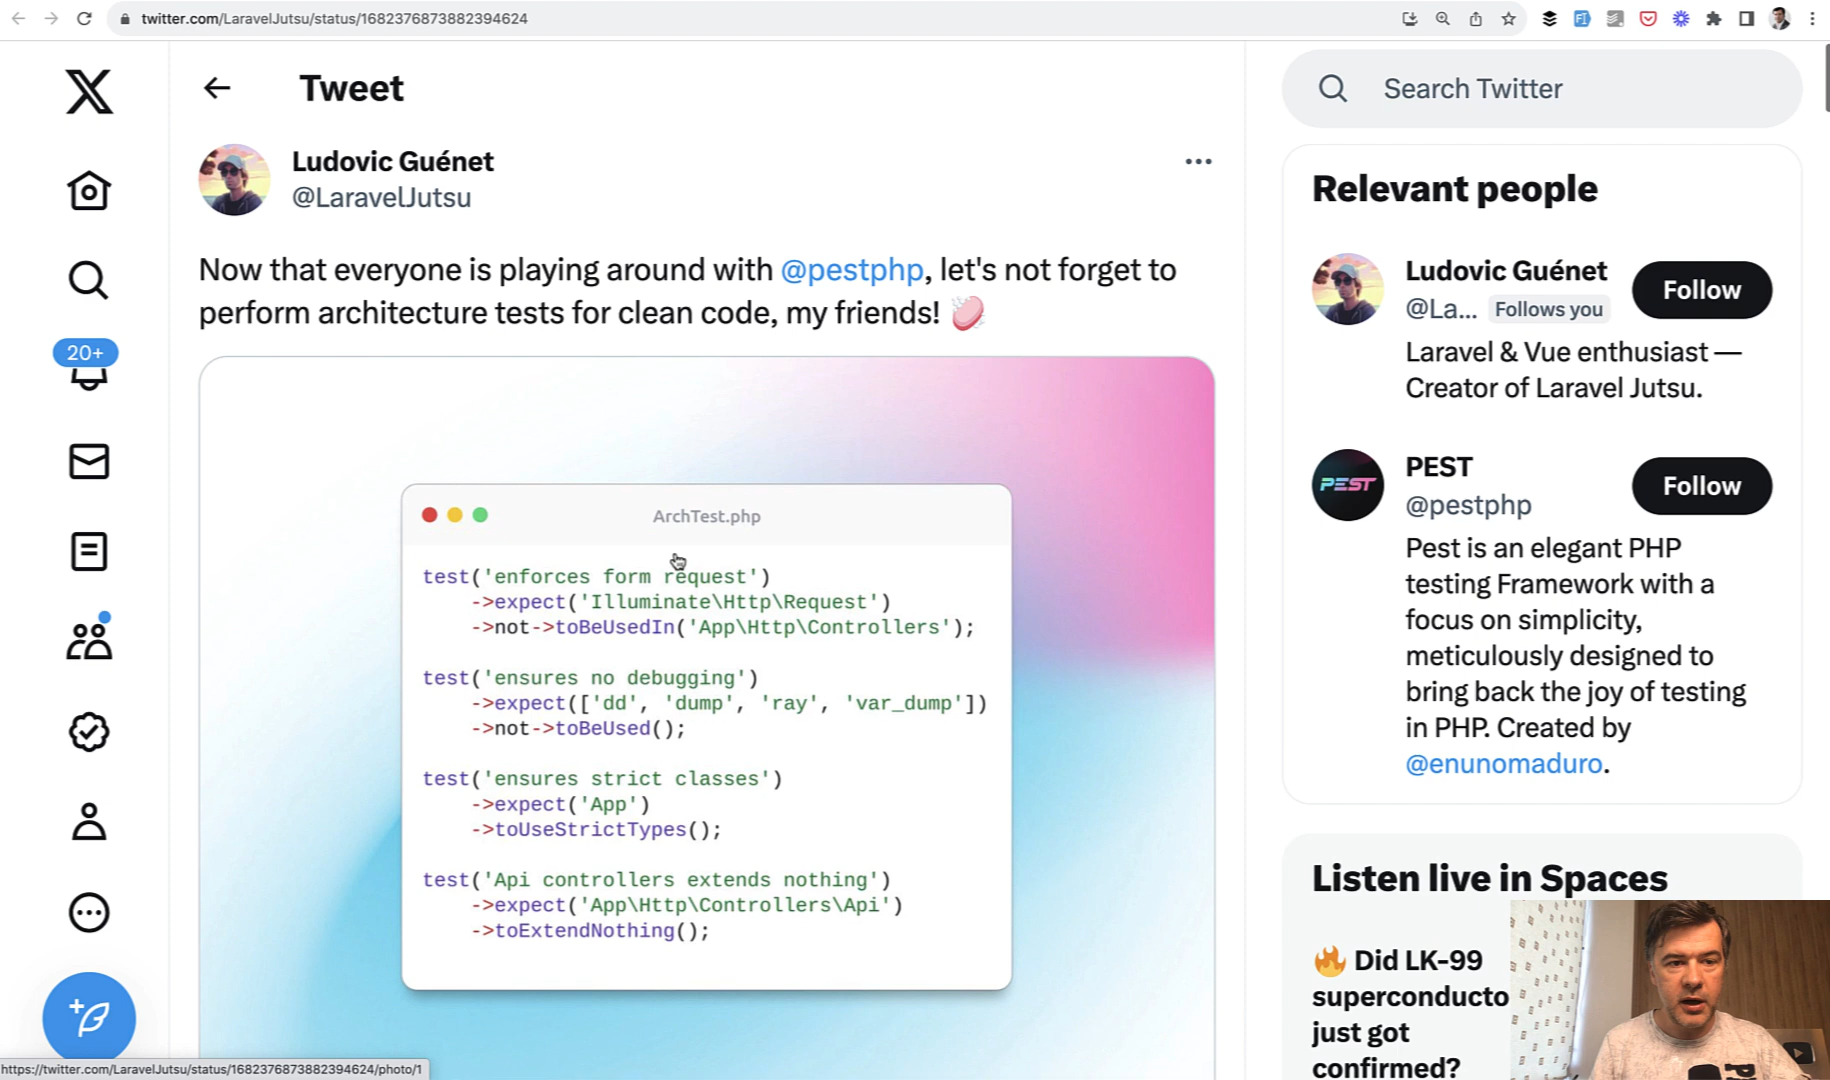 twitter.com/LaravelJutsu/status/1682376873882394624
Tweet
Search Twitter
Ludovic Guénet
@LaravelJutsu
Now that everyone is playing around with @pestphp, let's not forget to
perform architecture tests for clean code, my friends!
20+
ArchTest.php
test('enforces form request')
->expect('Illuminate\Http\Request')
->not->toBeUsedIn('App\Http\Controllers');
test('ensures no debugging')
->expect(['dd', 'dump', 'ray', 'var_dump'])
->not->toBeUsed();
test('ensures strict classes')
->expect('App')
->toUseStrictTypes();
test('Api controllers extends nothing')
->expect('App\Http\Controllers\Api')
->toExtendNothing();
Relevant people
Ludovic Guénet
@La... Follows you
Follow
Laravel & Vue enthusiast —
Creator of Laravel Jutsu.
PEST
PEST
@pestphp
Follow
Pest is an elegant PHP
testing Framework with a
focus on simplicity,
meticulously designed to
bring back the joy of testing
in PHP. Created by
@enunomaduro.
Listen live in Spaces
Did LK-99
superconducto
just got
confirmed?
https://twitter.com/LaravelJutsu/status/1682376873882394624/photo/1